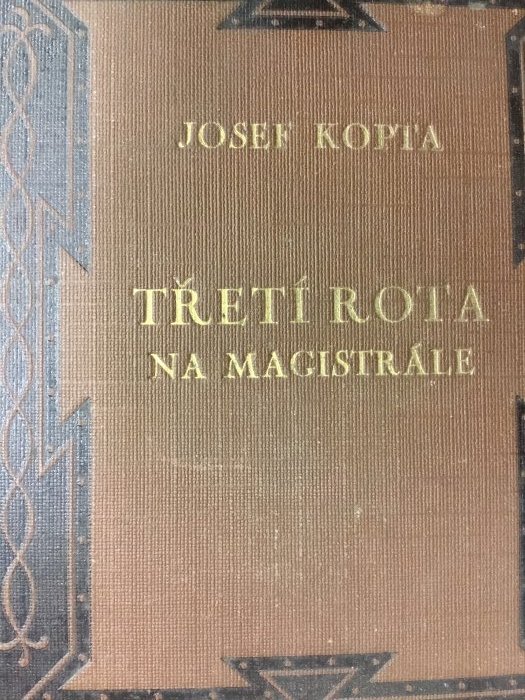 JOSEF KOPTA
TŘETÍ ROTA
NA MAGISTRÁLE